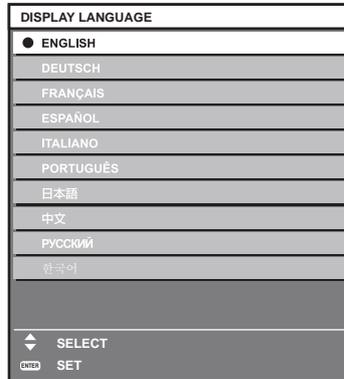 DISPLAY LANGUAGE
ENGLISH
DEUTSCH
FRANÇAIS
ESPAÑOL
ITALIANO
PORTUGUÊS
日本語
中文
РУССКИЙ
한국어
SELECT
ENTER SET